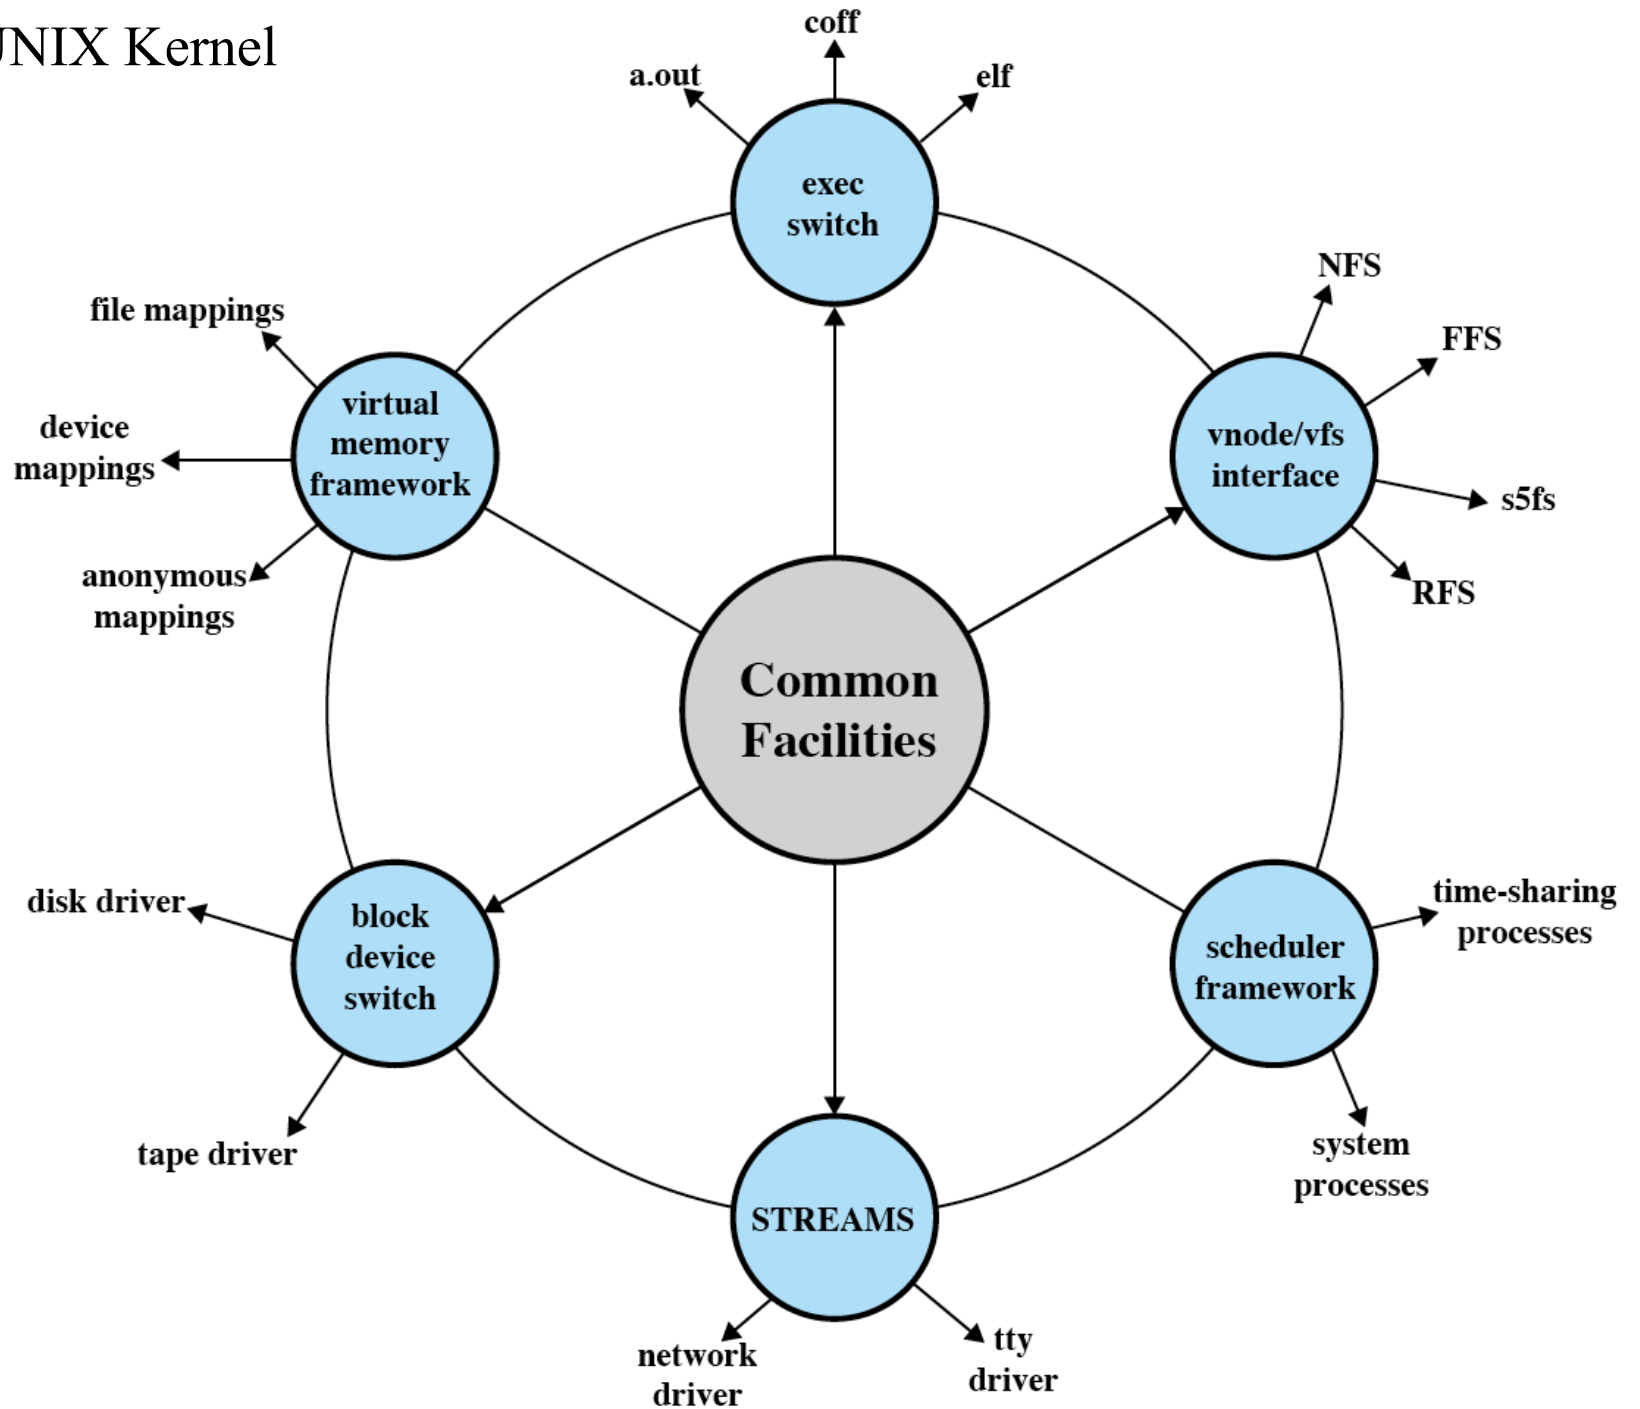 UNIX Kernel
coff
a.out
elf
exec
switch
NFS
FFS
s5fs
RFS
vnode/vfs
interface
file mappings
device
mappings
anonymous
mappings
virtual
memory
framework
Common
Facilities
disk driver
tape driver
block
device
switch
scheduler
framework
time-sharing
processes
system
processes
STREAMS
network
driver
tty
driver